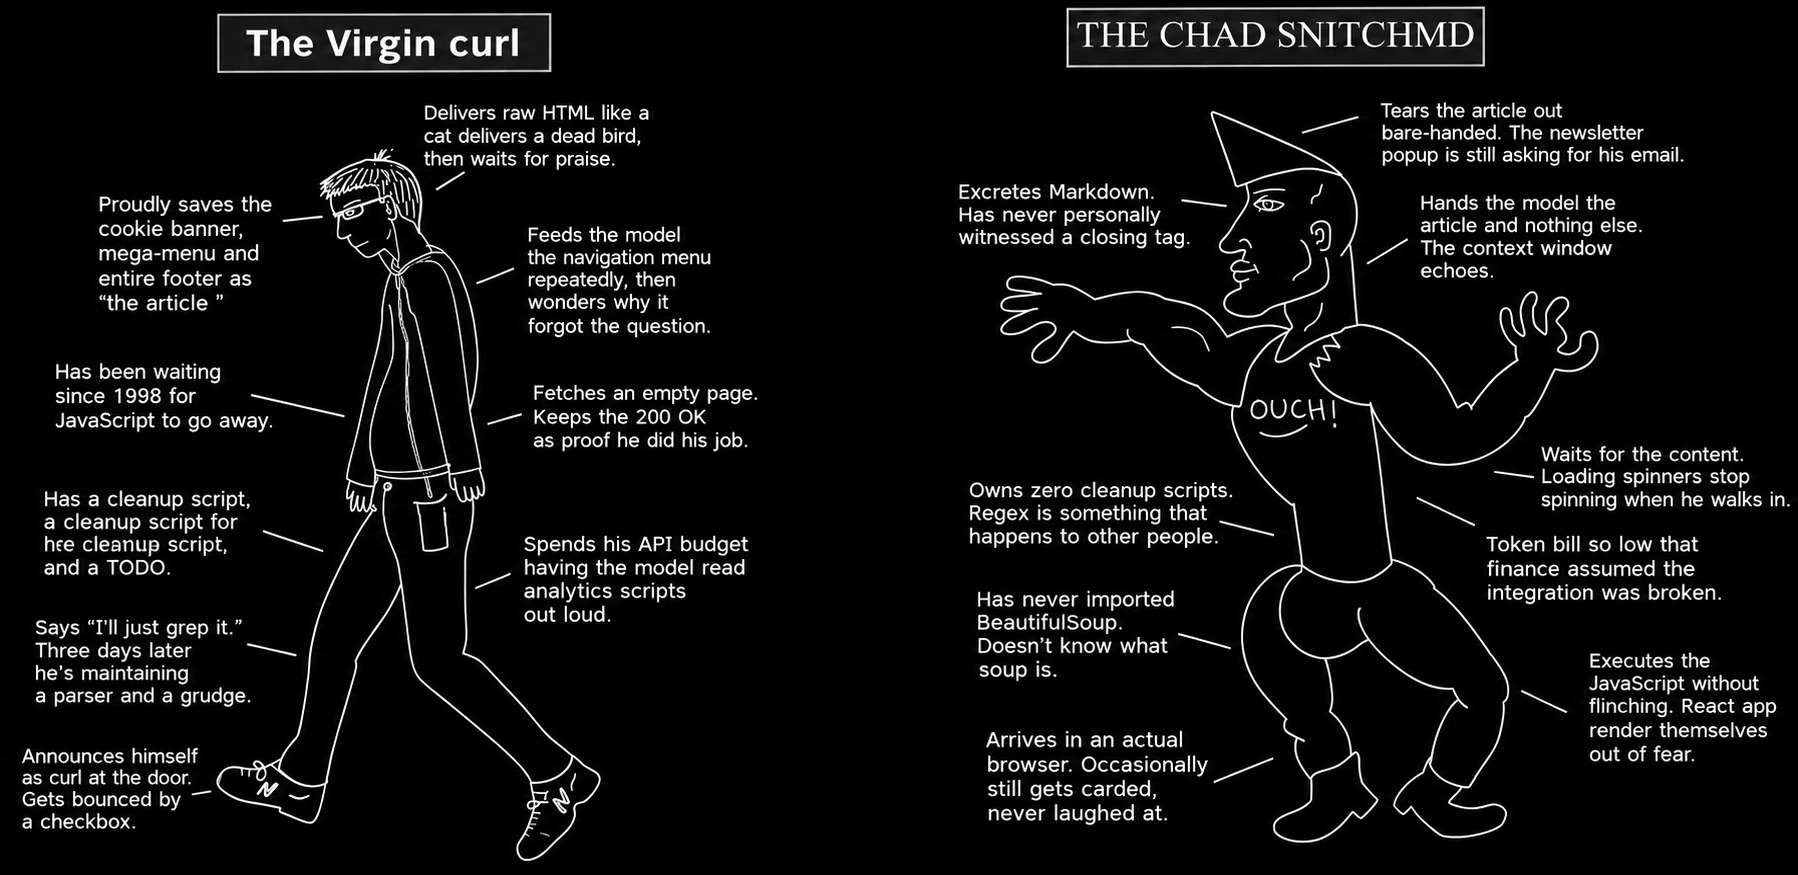 The Virgin curl
Delivers raw HTML like a
cat delivers a dead bird,
then waits for praise.
Proudly saves the
cookie banner,
mega-menu and
entire footer as
“the article ”
Feeds the model
the navigation menu
repeatedly, then
wonders why it
forgot the question.
Has been waiting
since 1998 for
JavaScript to go away.
Fetches an empty page.
Keeps the 200 OK
as proof he did his job.
Has a cleanup script,
a cleanup script for
hee cleanup script,
and a TODO.
Spends his API budget
having the model read
analytics scripts
out loud.
Says “I’ll just grep it.”
Three days later
he’s maintaining
a parser and a grudge.
Announces himself
as curl at the door.
Gets bounced by
a checkbox.
N
N
THE CHAD SNITCHMD
Tears the article out
bare-handed. The newsletter
popup is still asking for his email.
Excretes Markdown.
Has never personally
witnessed a closing tag.
Hands the model the
article and nothing else.
The context window
echoes.
OUCH!
Waits for the content.
Loading spinners stop
spinning when he walks in.
Owns zero cleanup scripts.
Regex is something that
happens to other people.
Token bill so low that
finance assumed the
integration was broken.
Has never imported
BeautifulSoup.
Doesn’t know what
soup is.
Executes the
JavaScript without
flinching. React app
render themselves
out of fear.
Arrives in an actual
browser. Occasionally
still gets carded,
never laughed at.